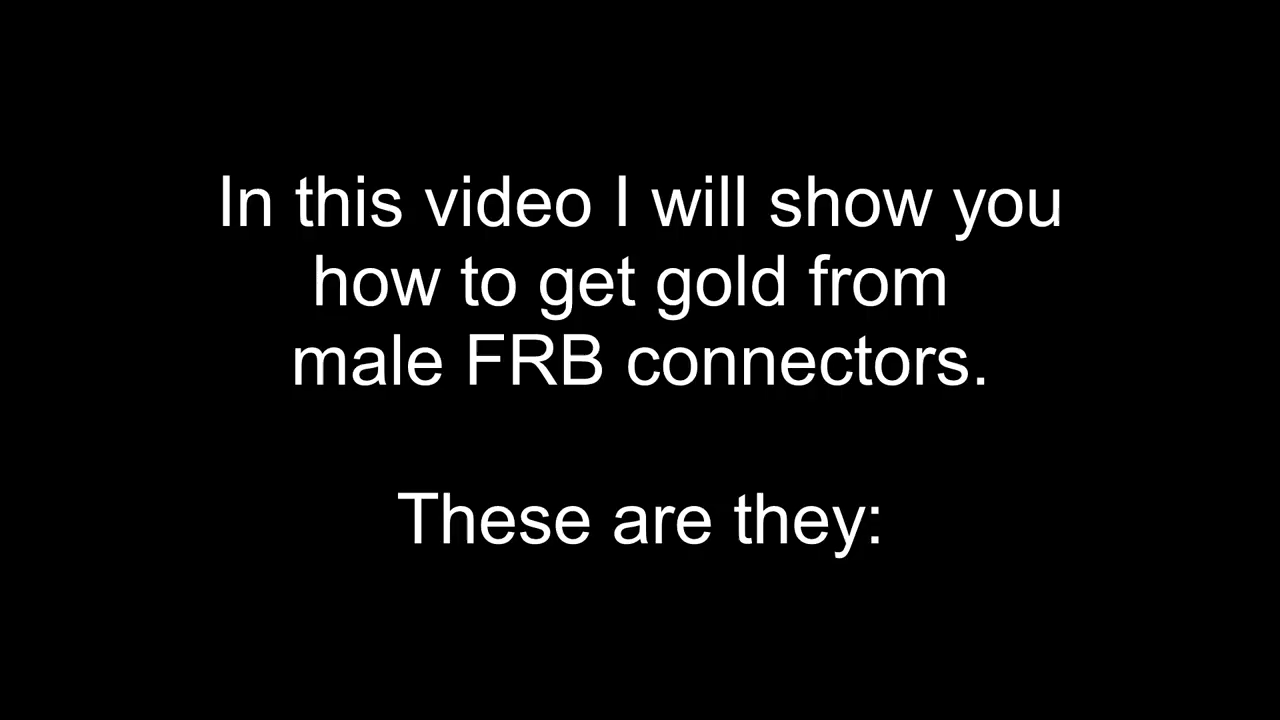 In this video I will show you
how to get gold from
male FRB connectors.
These are they: